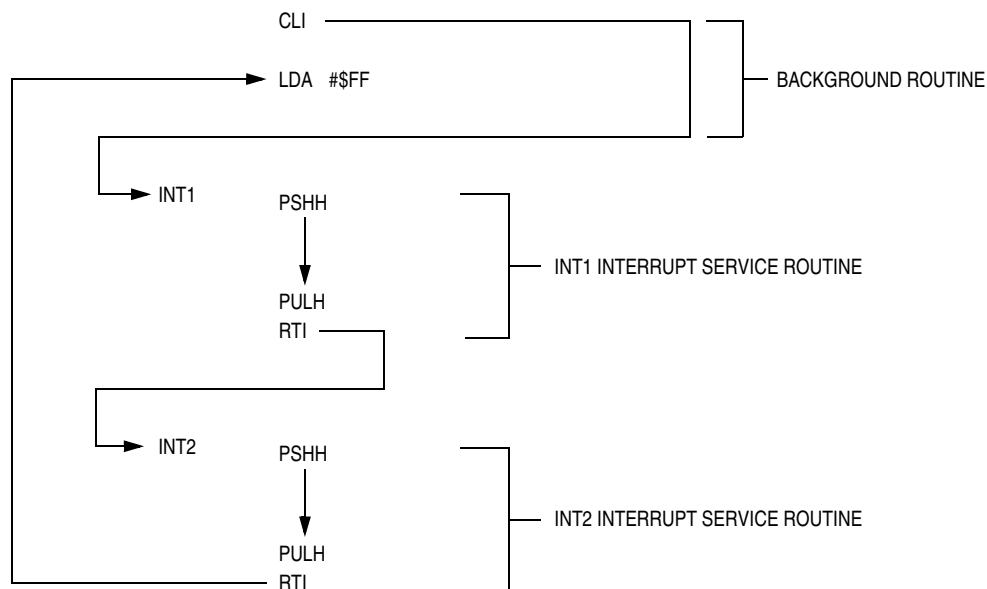 CLI
LDA #$FF
BACKGROUND ROUTINE
INT1
PSHH
INT1 INTERRUPT SERVICE ROUTINE
PULH
RTI
INT2
PSHH
INT2 INTERRUPT SERVICE ROUTINE
PULH
RTI